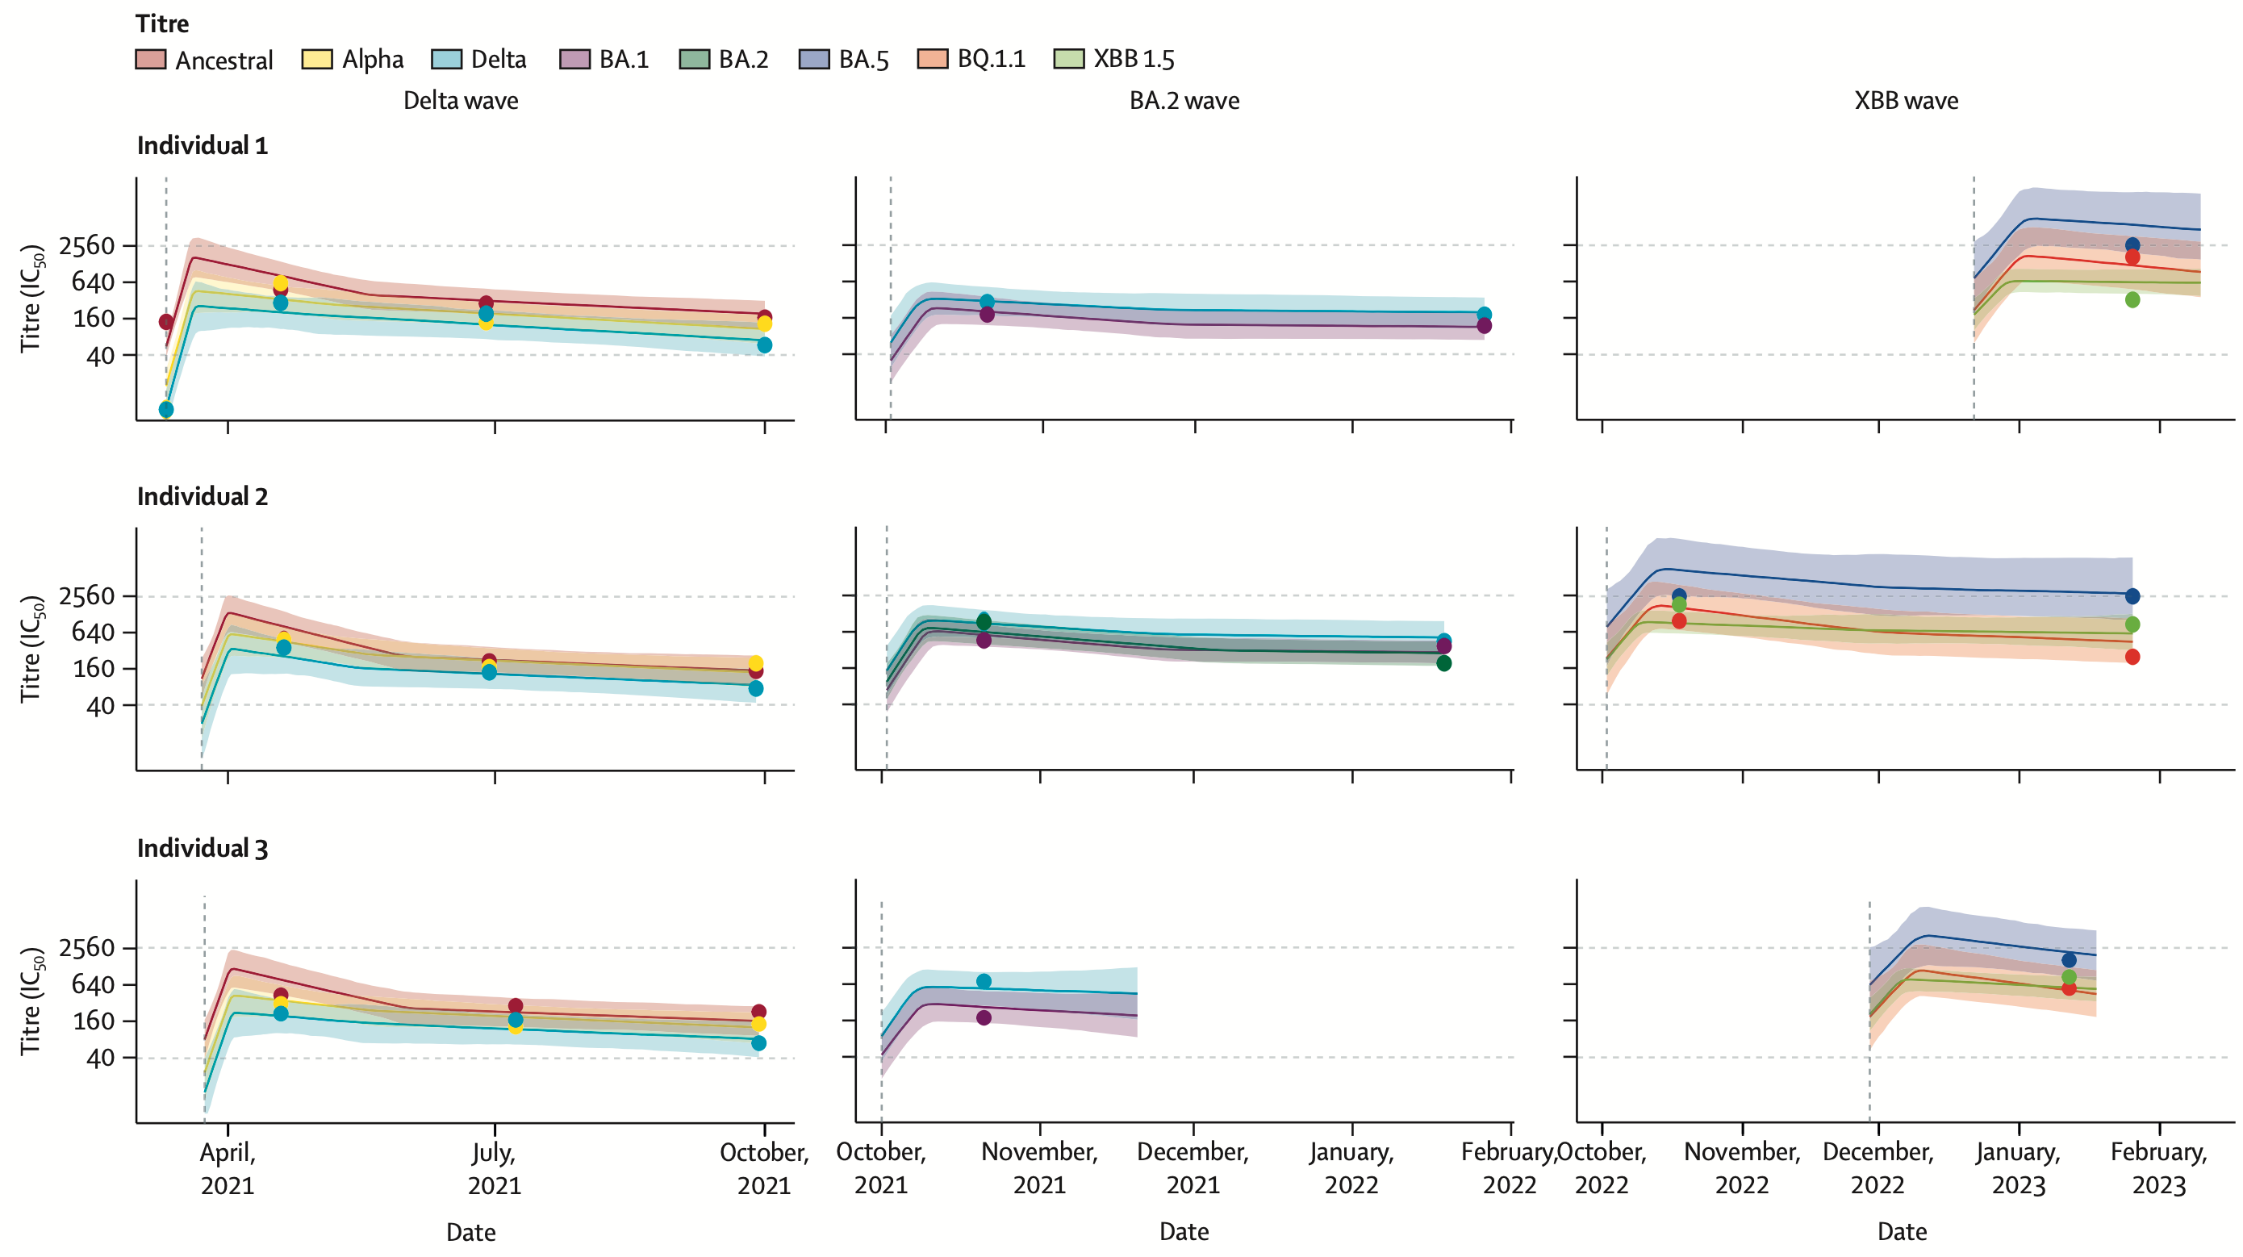 Titre
Ancestral Alpha Delta BA.1 BA.2 BA.5 BQ.1.1 XBB 1.5
Delta wave BA.2 wave XBB wave
Individual 1
Titre (IC50)
2560
640
160
40
Individual 2
Titre (IC50)
2560
640
160
40
Individual 3
Titre (IC50)
2560
640
160
40
April, July, October, October, November, December, January, February, October, November, December, January, February,
2021 2021 2021 2021 2021 2021 2022 2022 2022 2022 2022 2023 2023
Date Date Date